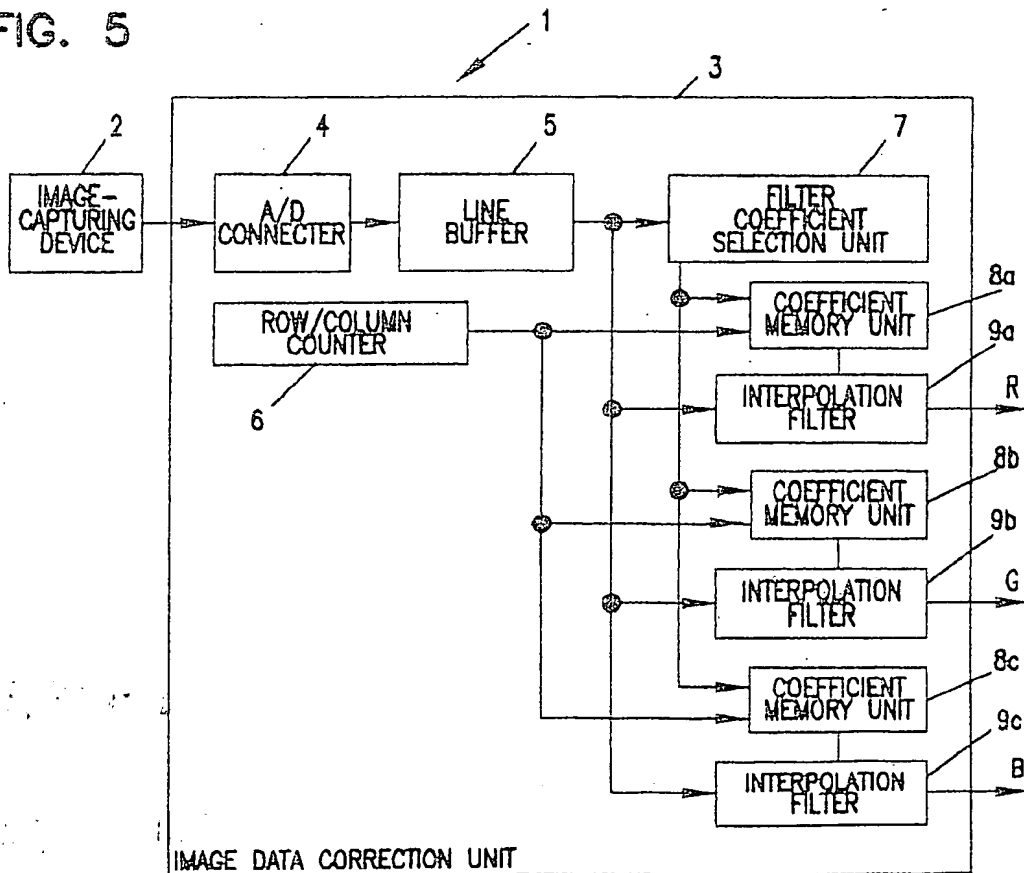 FIG. 5
1
3
2
4
5
7
IMAGE-
CAPTURING
DEVICE
A/D
CONNECTER
LINE
BUFFER
FILTER
COEFFICIENT
SELECTION UNIT
8a
COEFFICIENT
MEMORY UNIT
ROW/COLUMN
COUNTER
6
9a
INTERPOLATION
FILTER
R
8b
COEFFICIENT
MEMORY UNIT
9b
INTERPOLATION
FILTER
G
8c
COEFFICIENT
MEMORY UNIT
9c
INTERPOLATION
FILTER
B
IMAGE DATA CORRECTION UNIT